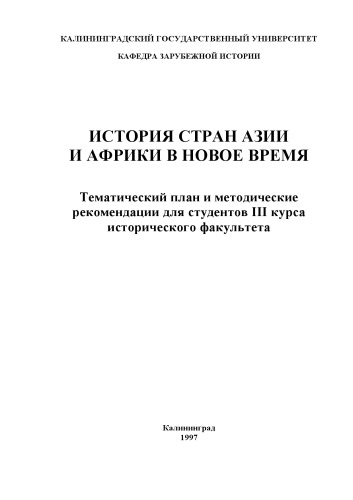 КАЛИНИНГРАДСКИЙ ГОСУДАРСТВЕННЫЙ УНИВЕРСИТЕТ
КАФЕДРА ЗАРУБЕЖНОЙ ИСТОРИИ
ИСТОРИЯ СТРАН АЗИИ
И АФРИКИ В НОВОЕ ВРЕМЯ
Тематический план и методические
рекомендации для студентов III курса
исторического факультета
Калининград
1997